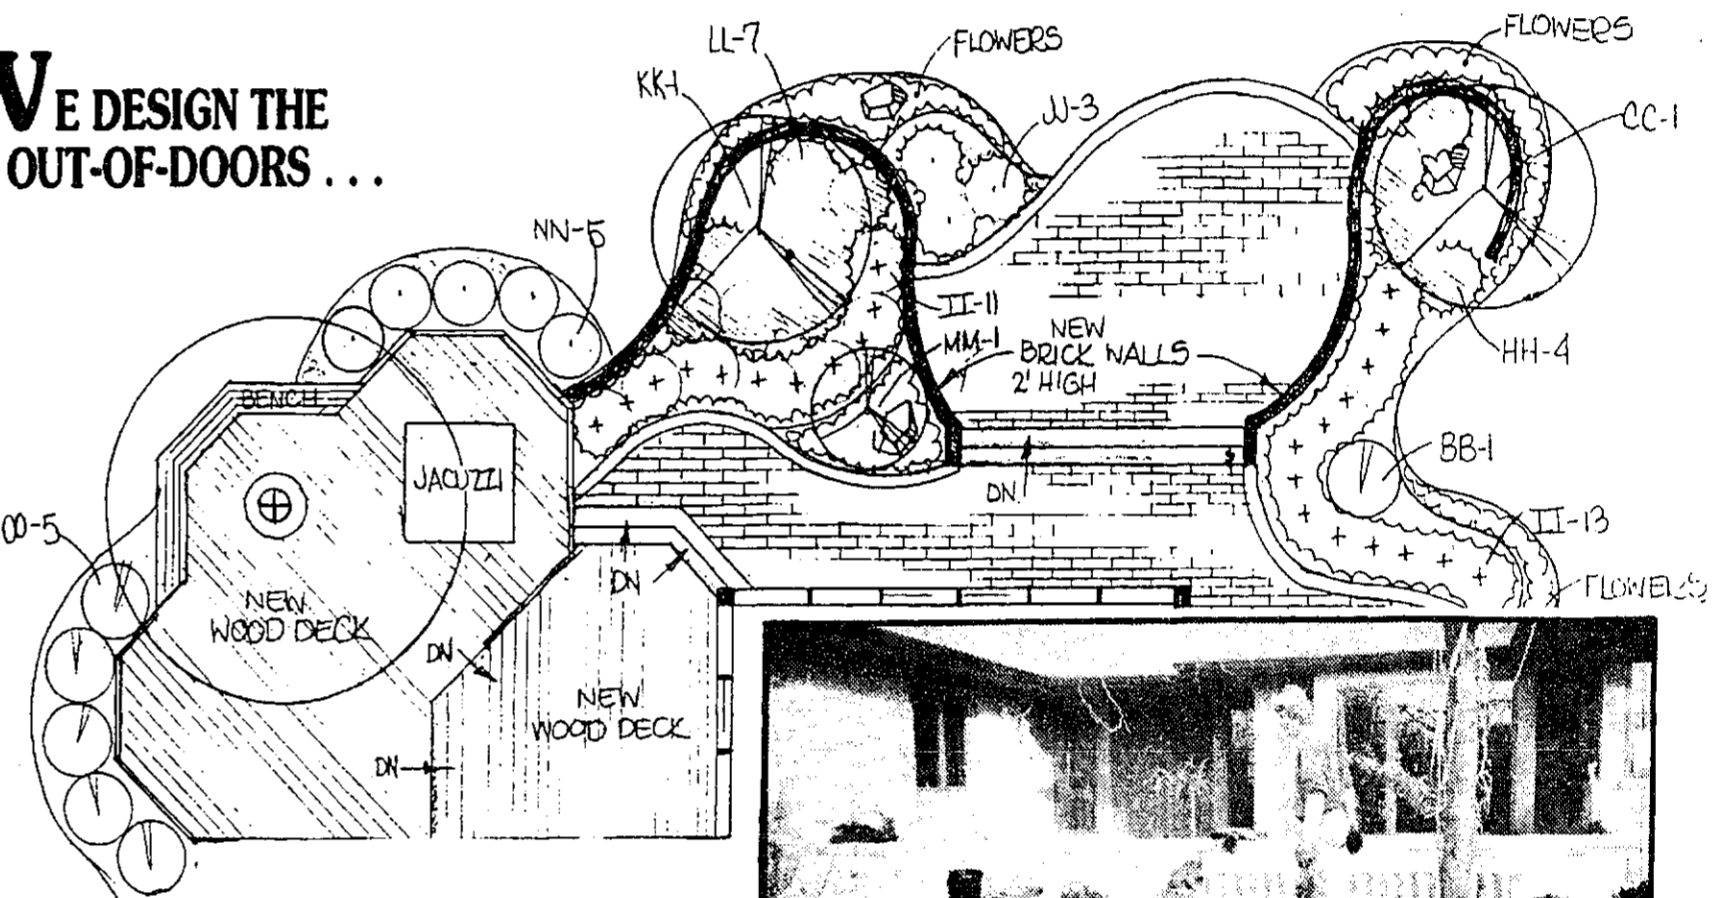 VE DESIGN THE
OUT-OF-DOORS . . .
LL-7
FLOWERS
FLOWERS
KK-1
JJ-3
CC-1
NN-5
II-11
NEW
MM-1
BRICK WALLS
2' HIGH
HH-4
BENCH
JACUZZI
BB-1
DN
OO-5
II-13
DN
FLOWERS
NEW
WOOD DECK
DN
NEW
WOOD DECK
DN